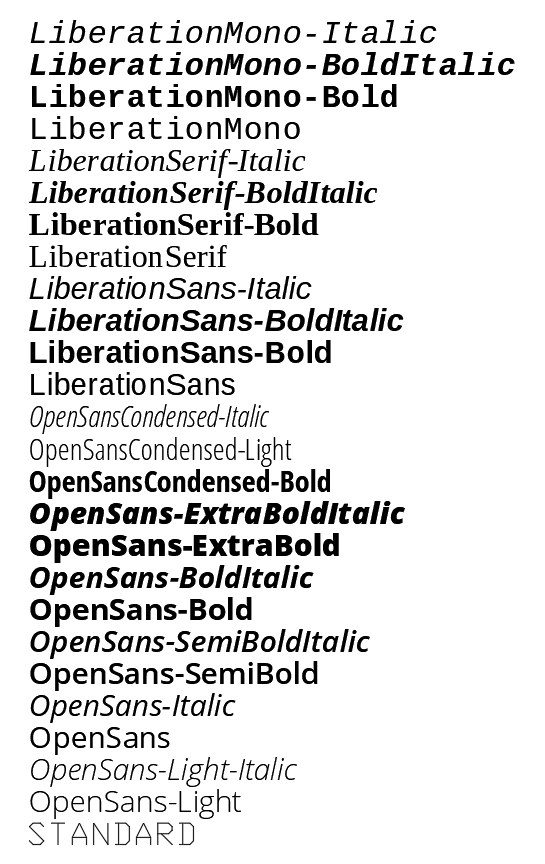 LiberationMono-Italic
LiberationMono-BoldItalic
LiberationMono-Bold
LiberationMono
LiberationSerif-Italic
LiberationSerif-BoldItalic
LiberationSerif-Bold
LiberationSerif
LiberationSans-Italic
LiberationSans-BoldItalic
LiberationSans-Bold
LiberationSans
OpenSansCondensed-Italic
OpenSansCondensed-Light
OpenSansCondensed-Bold
OpenSans-ExtraBoldItalic
OpenSans-ExtraBold
OpenSans-BoldItalic
OpenSans-Bold
OpenSans-SemiBoldItalic
OpenSans-SemiBold
OpenSans-Italic
OpenSans
OpenSans-Light-Italic
OpenSans-Light
STANDARD